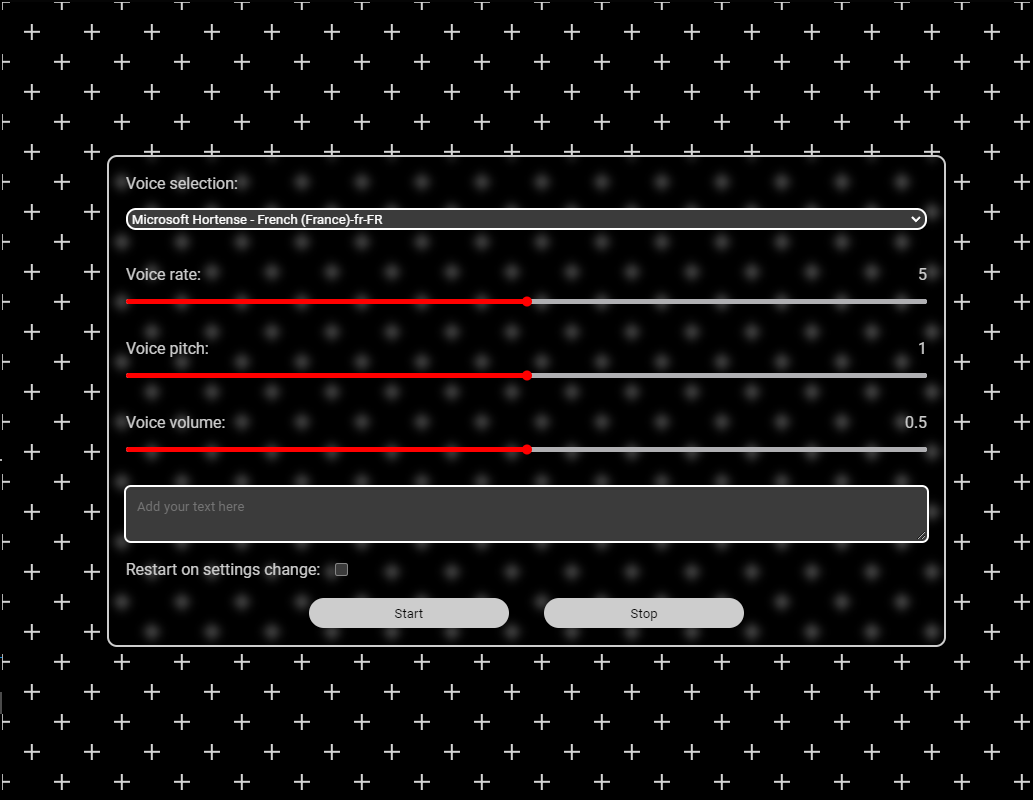 Voice selection:
Microsoft Hortense - French (France)-fr-FR
Voice rate: 5
Voice pitch: 1
Voice volume: 0.5
Add your text here
Restart on settings change:
Start Stop